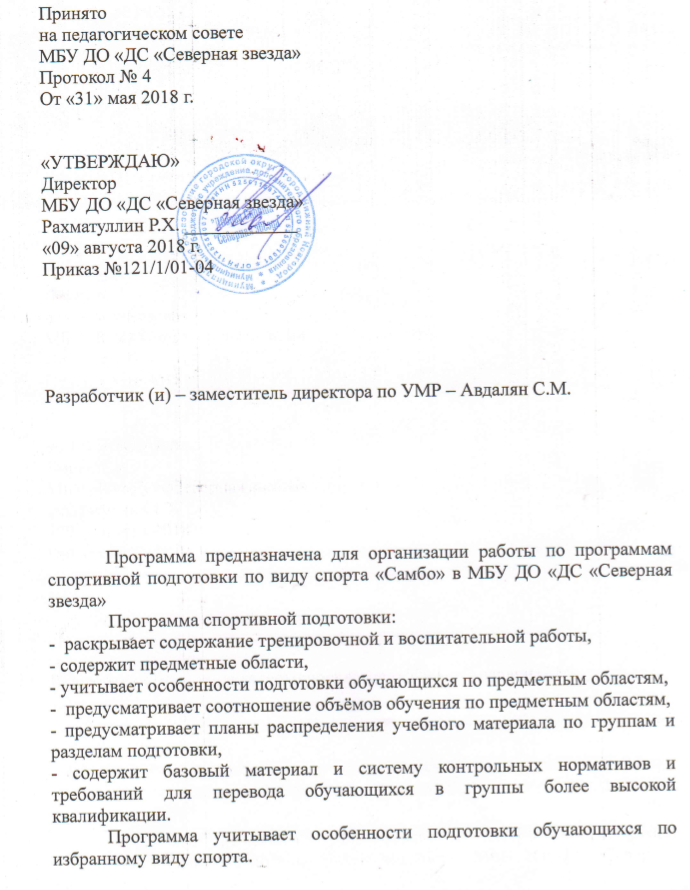 Принято
на педагогическом совете
МБУ ДО «ДС «Северная звезда»
Протокол № 4
От «31» мая 2018 г.
«УТВЕРЖДАЮ»
Директор
МБУ ДО «ДС «Северная звезда»
Рахматуллин Р.Х.
«09» августа 2018 г.
Приказ №121/1/01-04
Разработчик (и) – заместитель директора по УМР – Авдалян С.М.
Программа предназначена для организации работы по программам
спортивной подготовки по виду спорта «Самбо» в МБУ ДО «ДС «Северная
звезда»
Программа спортивной подготовки:
- раскрывает содержание тренировочной и воспитательной работы,
- содержит предметные области,
- учитывает особенности подготовки обучающихся по предметным областям,
- предусматривает соотношение объёмов обучения по предметным областям,
- предусматривает планы распределения учебного материала по группам и
разделам подготовки,
- содержит базовый материал и систему контрольных нормативов и
требований для перевода обучающихся в группы более высокой
квалификации.
Программа учитывает особенности подготовки обучающихся по
избранному виду спорта.